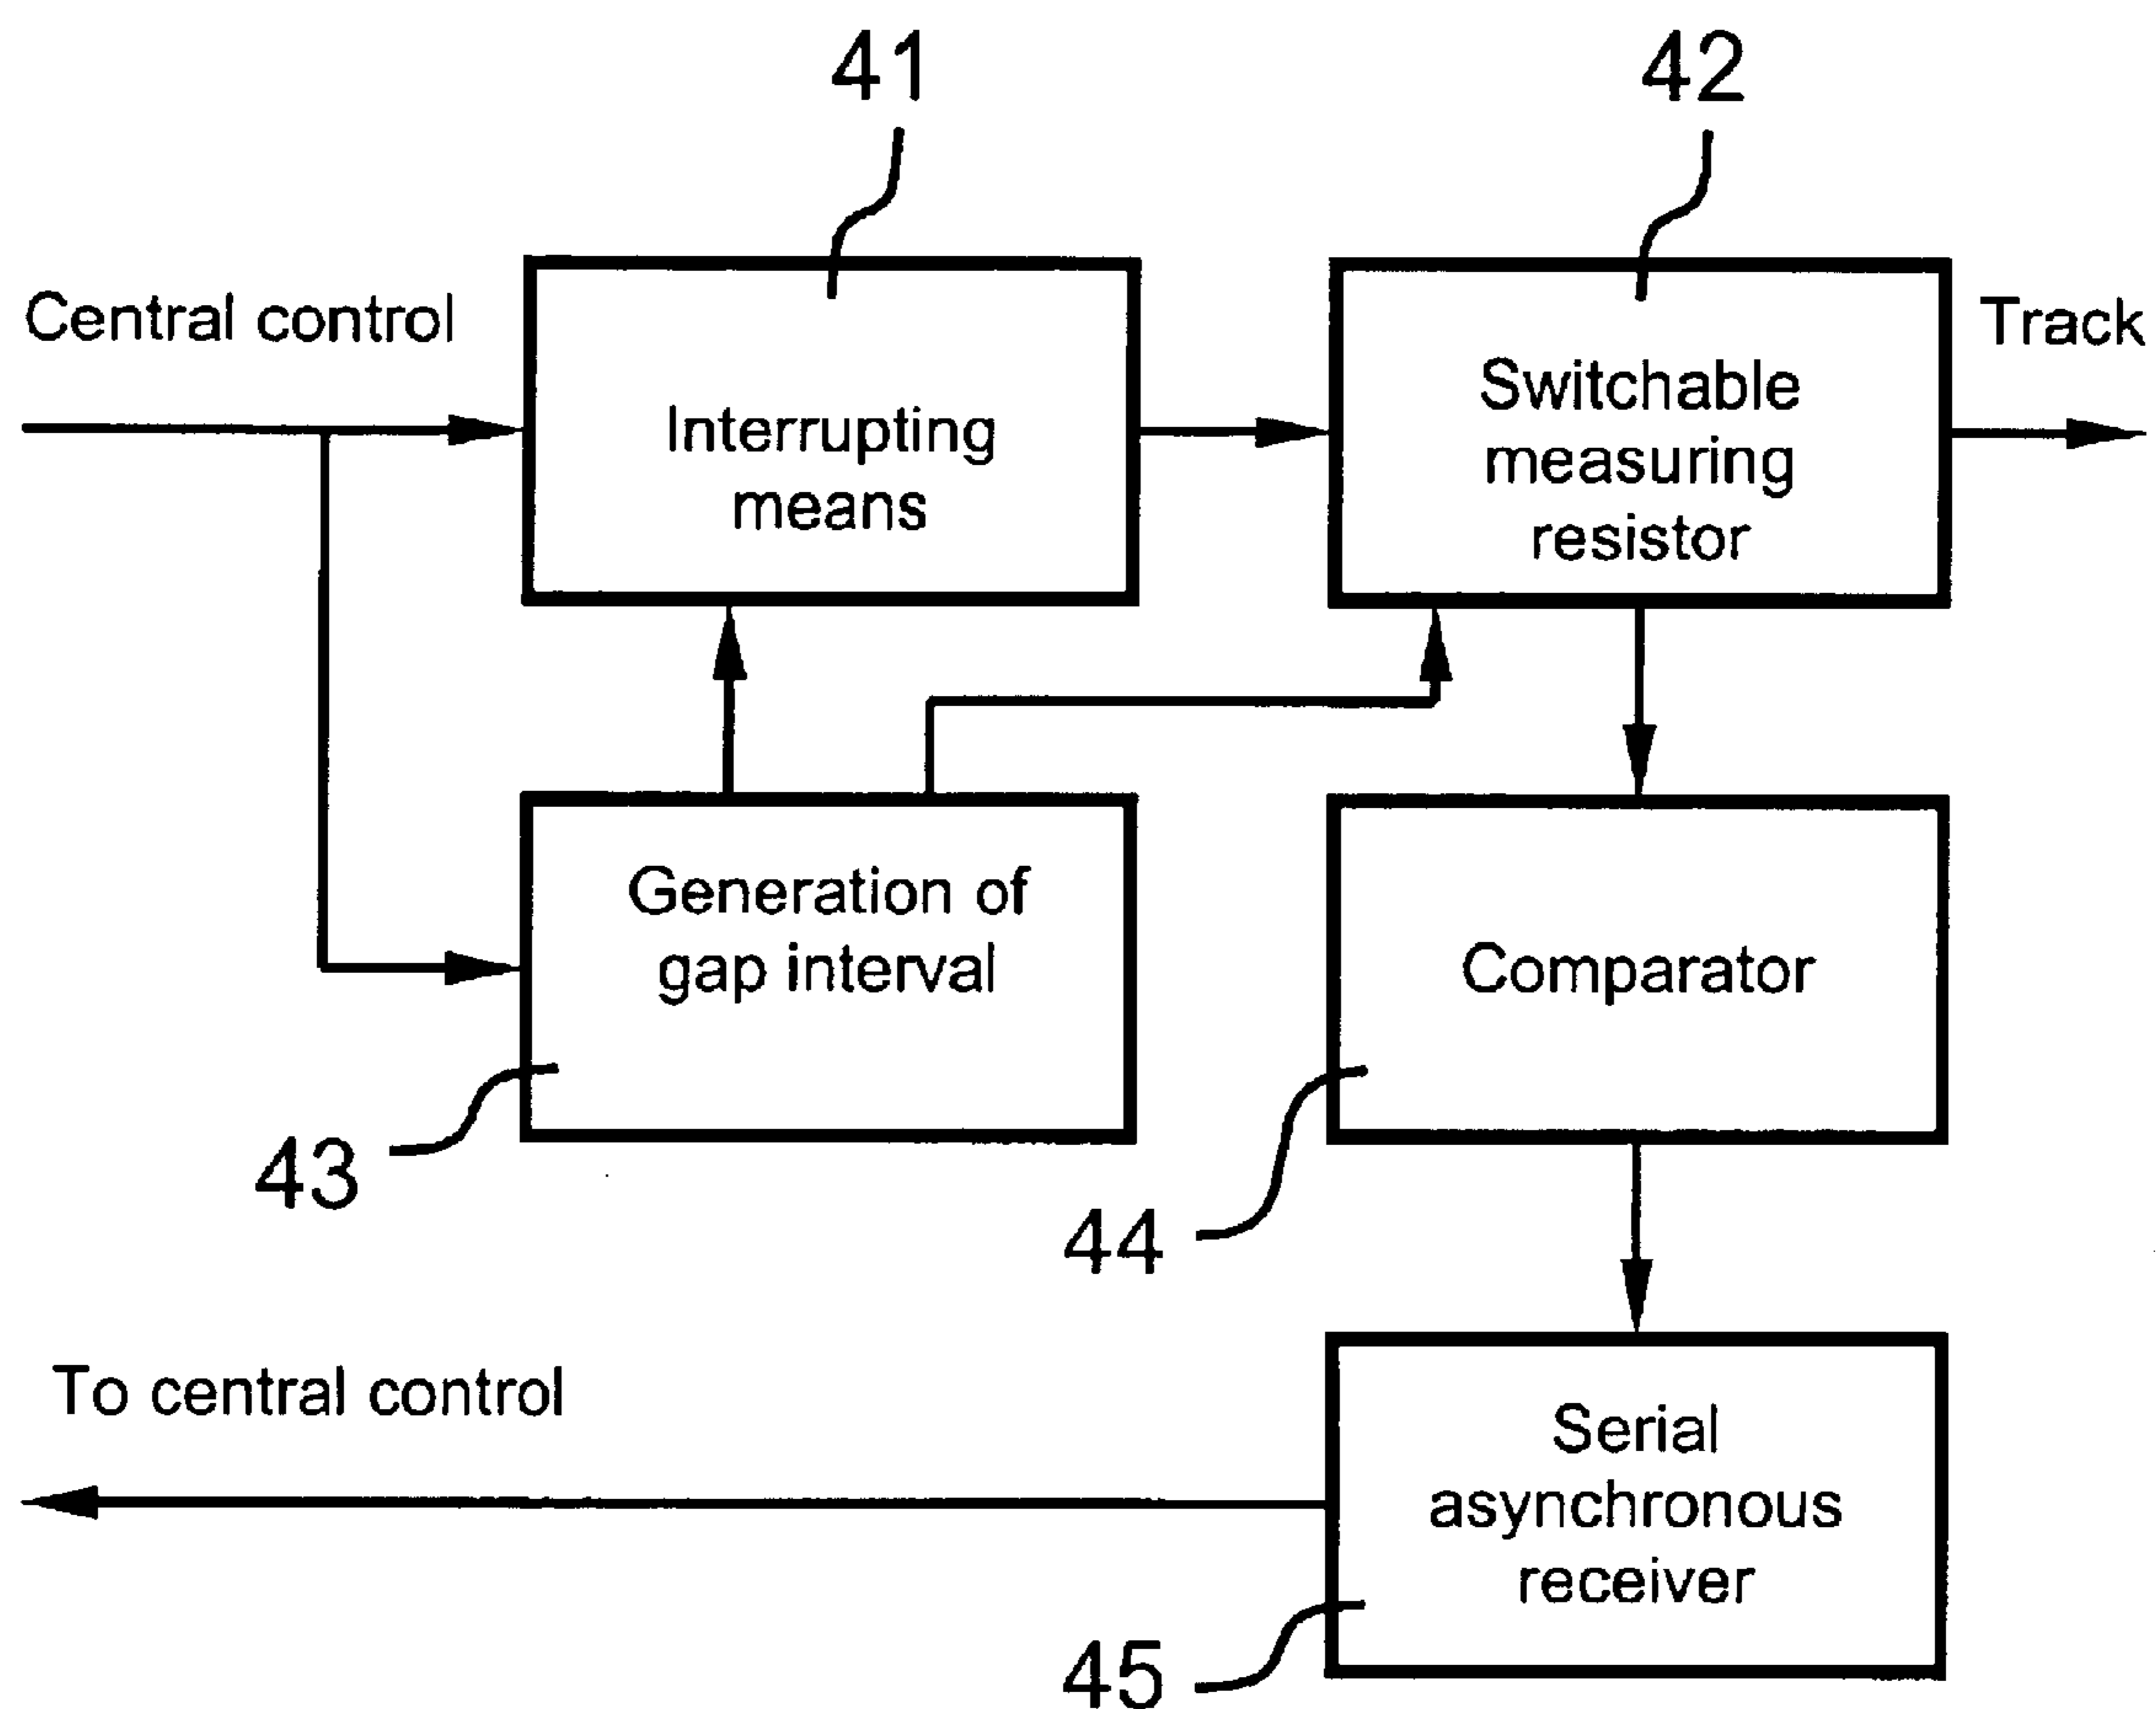 41
42
Central control
Track
Interrupting
means
Switchable
measuring
resistor
Generation of
gap interval
Comparator
43
44
To central control
Serial
asynchronous
receiver
45